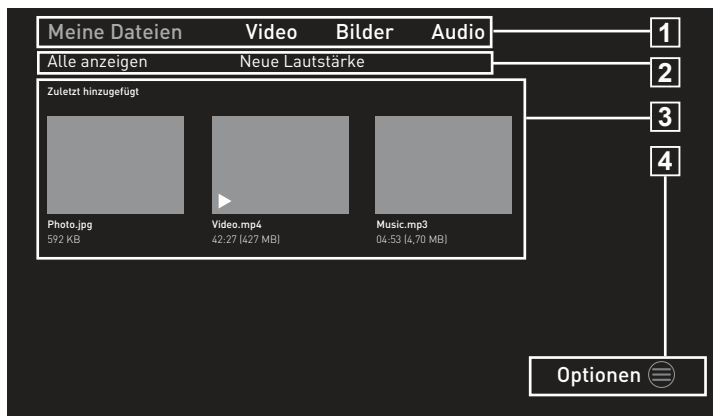 Meine Dateien Video Bilder Audio 1
Alle anzeigen Neue Lautstärke 2
Zuletzt hinzugefügt
3
4
Photo.jpg Video.mp4 Music.mp3
592 KB 42:27 (427 MB) 04:53 (4,70 MB)
Optionen